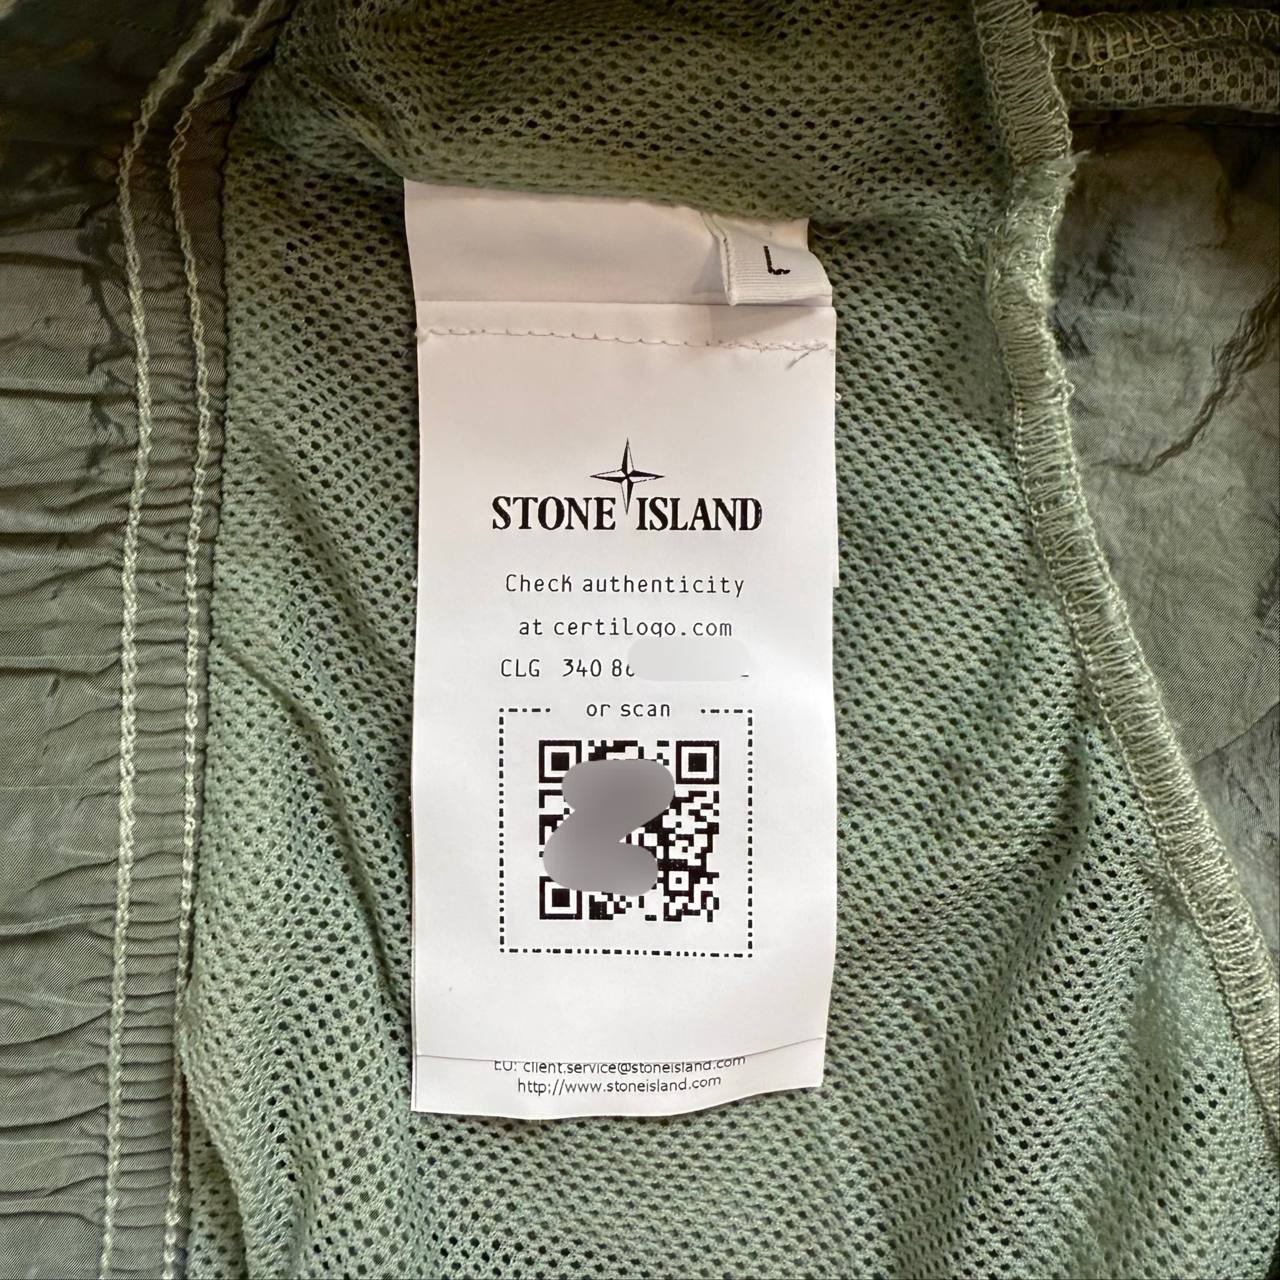 L
STONE ISLAND
Check authenticity
at certilogo.com
CLG 340
or scan
EU: client.service@stoneisland.com
http;//www.stoneisland.com